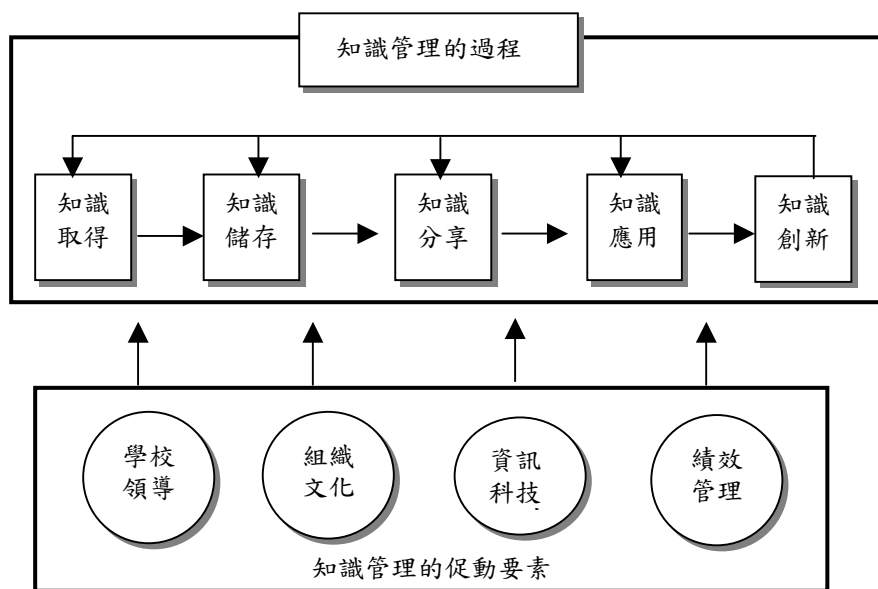 知識管理的過程
知識
取得
知識
儲存
知識
分享
知識
應用
知識
創新
學校
領導
組織
文化
資訊
科技
績效
管理
知識管理的促動要素